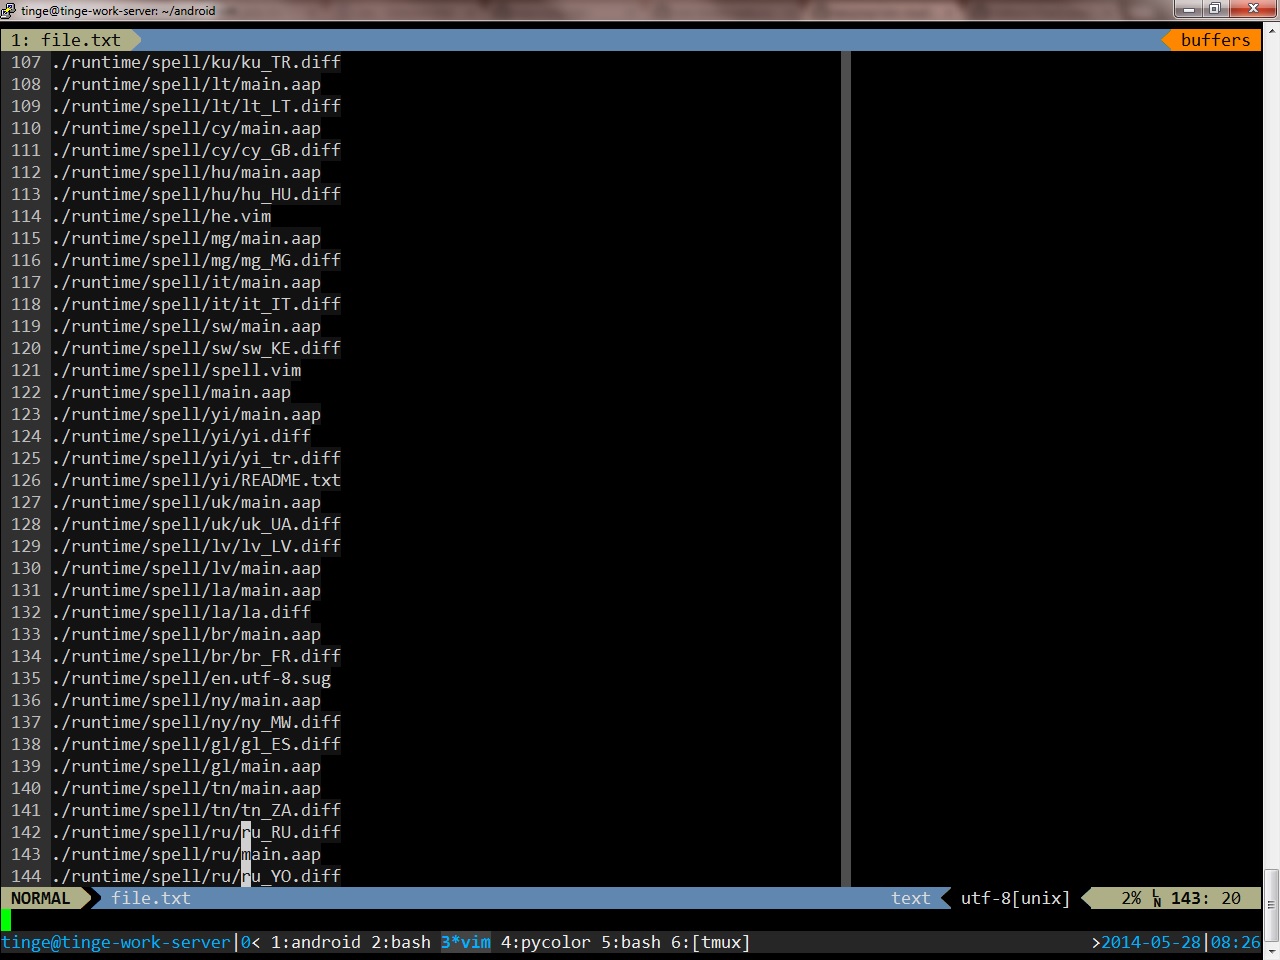 tinge@tinge-work-server: ~/android
1: file.txt buffers
107 ./runtime/spell/ku/ku_TR.diff
108 ./runtime/spell/lt/main.aap
109 ./runtime/spell/lt/lt_LT.diff
110 ./runtime/spell/cy/main.aap
111 ./runtime/spell/cy/cy_GB.diff
112 ./runtime/spell/hu/main.aap
113 ./runtime/spell/hu/hu_HU.diff
114 ./runtime/spell/he.vim
115 ./runtime/spell/mg/main.aap
116 ./runtime/spell/mg/mg_MG.diff
117 ./runtime/spell/it/main.aap
118 ./runtime/spell/it/it_IT.diff
119 ./runtime/spell/sw/main.aap
120 ./runtime/spell/sw/sw_KE.diff
121 ./runtime/spell/spell.vim
122 ./runtime/spell/main.aap
123 ./runtime/spell/yi/main.aap
124 ./runtime/spell/yi/yi.diff
125 ./runtime/spell/yi/yi_tr.diff
126 ./runtime/spell/yi/README.txt
127 ./runtime/spell/uk/main.aap
128 ./runtime/spell/uk/uk_UA.diff
129 ./runtime/spell/lv/lv_LV.diff
130 ./runtime/spell/lv/main.aap
131 ./runtime/spell/la/main.aap
132 ./runtime/spell/la/la.diff
133 ./runtime/spell/br/main.aap
134 ./runtime/spell/br/br_FR.diff
135 ./runtime/spell/en.utf-8.sug
136 ./runtime/spell/ny/main.aap
137 ./runtime/spell/ny/ny_MW.diff
138 ./runtime/spell/gl/gl_ES.diff
139 ./runtime/spell/gl/main.aap
140 ./runtime/spell/tn/main.aap
141 ./runtime/spell/tn/tn_ZA.diff
142 ./runtime/spell/ru/ru_RU.diff
143 ./runtime/spell/ru/main.aap
144 ./runtime/spell/ru/ru_YO.diff
NORMAL file.txt text utf-8[unix] 2% LN 143: 20
tinge@tinge-work-server|0< 1:android 2:bash 3*vim 4:pycolor 5:bash 6:[tmux] >2014-05-28|08:26